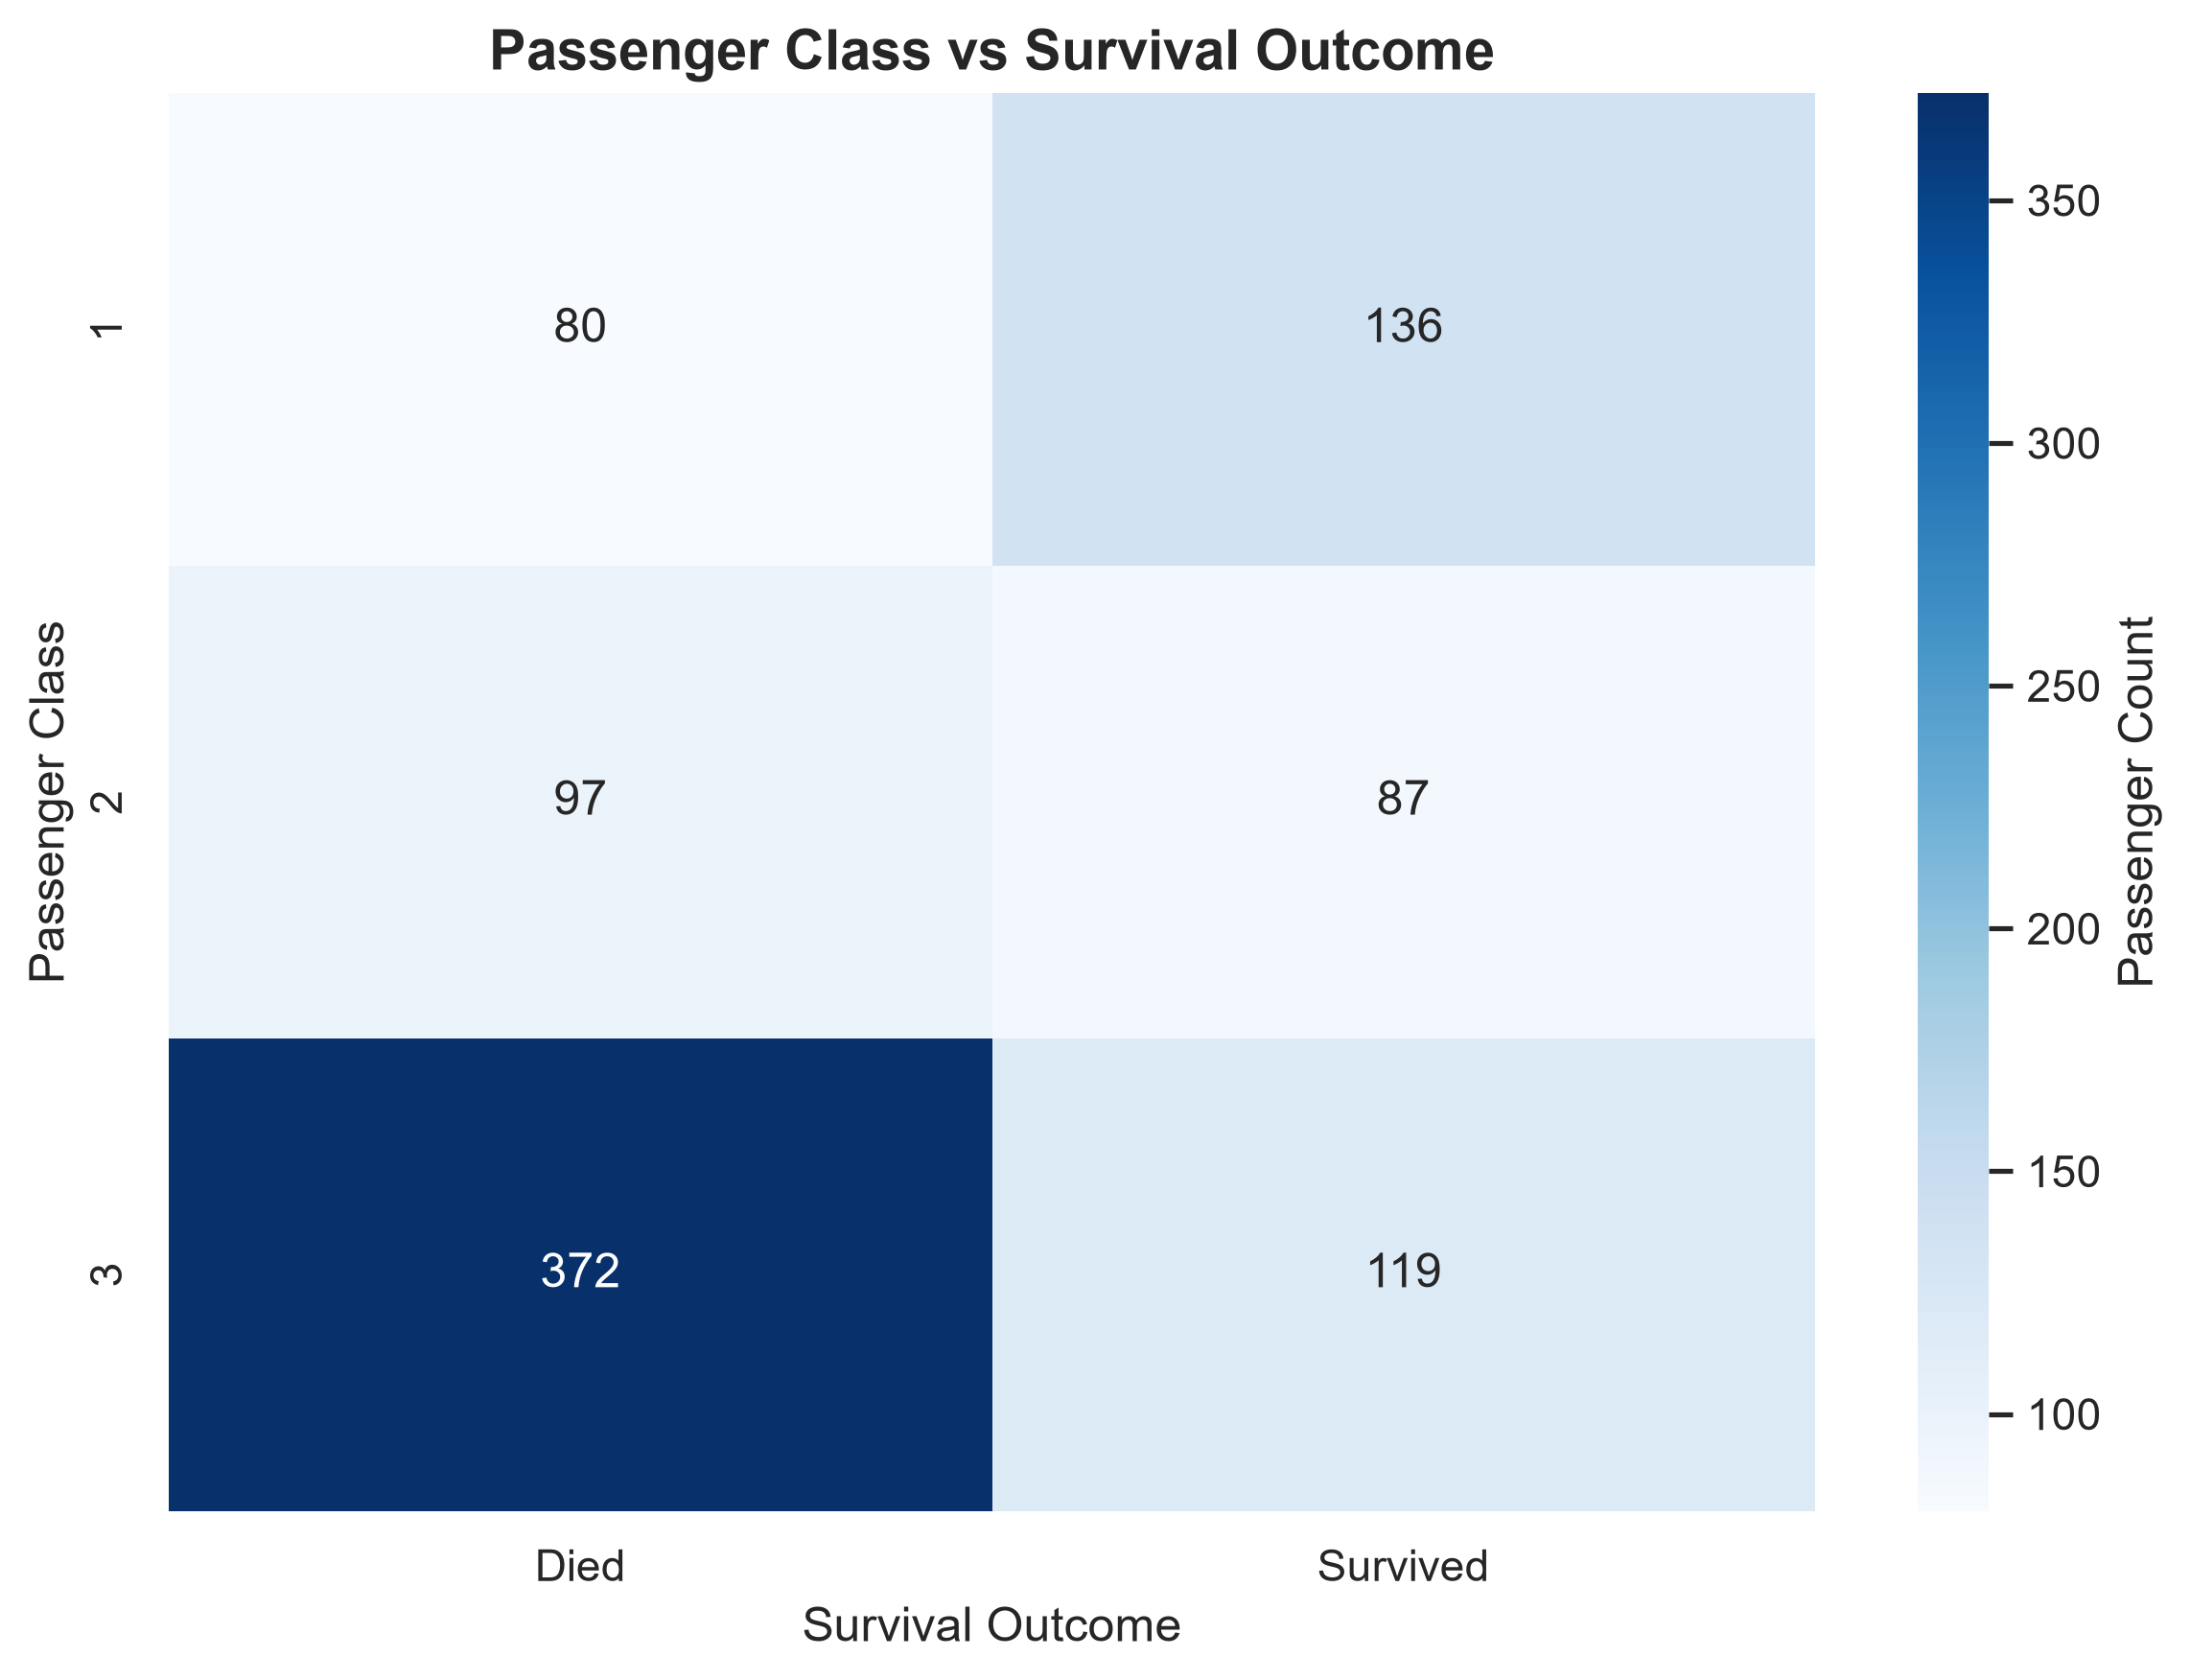 Passenger Class vs Survival Outcome
Passenger Class
1
80
136
2
97
87
3
372
119
Died
Survived
Survival Outcome
350
300
250
200
150
100
Passenger Count